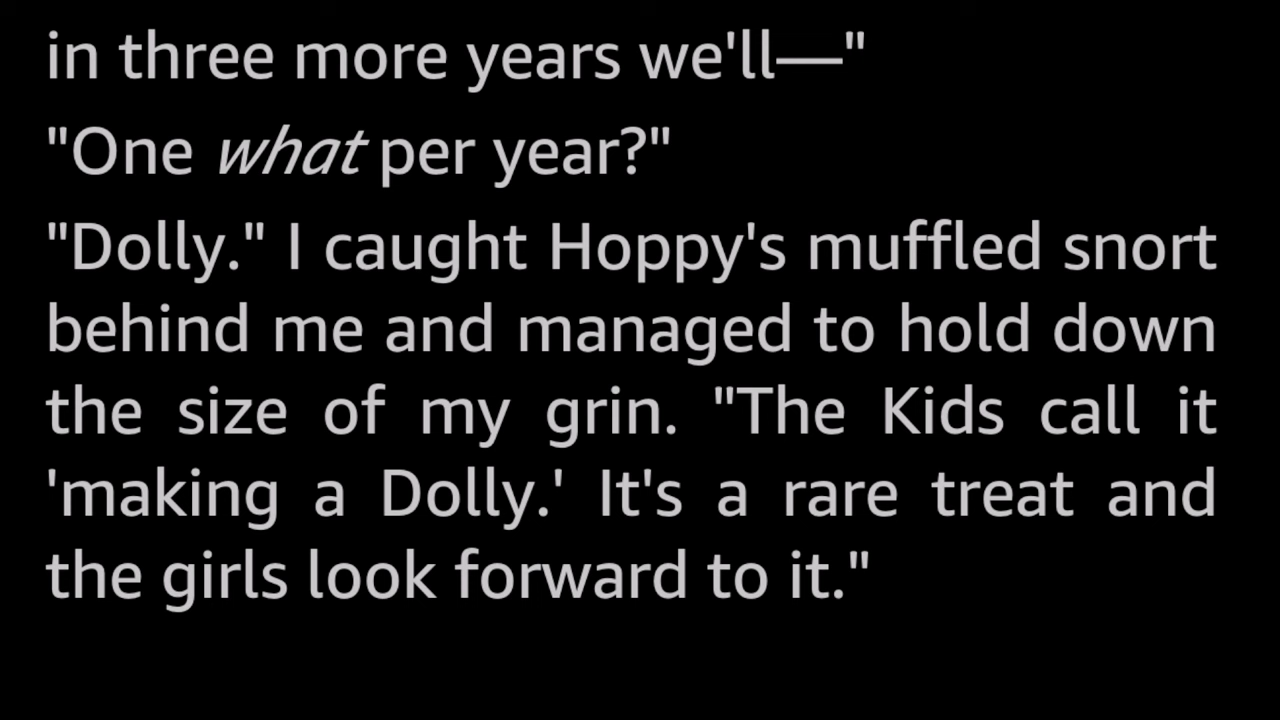 in three more years we'll—"
"One what per year?"
"Dolly." I caught Hoppy's muffled snort
behind me and managed to hold down
the size of my grin. "The Kids call it
'making a Dolly.' It's a rare treat and
the girls look forward to it."